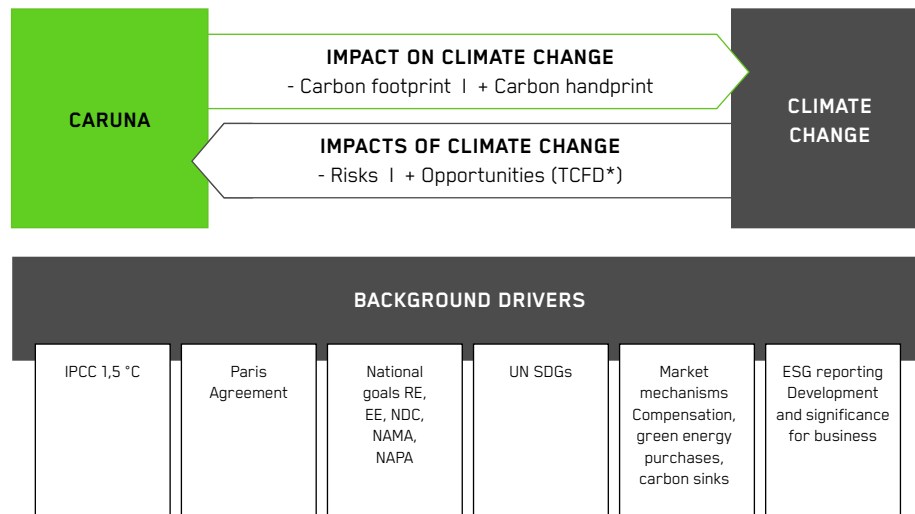 CARUNA
IMPACT ON CLIMATE CHANGE
- Carbon footprint | + Carbon handprint
IMPACTS OF CLIMATE CHANGE
- Risks | + Opportunities (TCFD*)
CLIMATE
CHANGE
BACKGROUND DRIVERS
IPCC 1,5 °C
Paris
Agreement
National
goals RE,
EE, NDC,
NAMA,
NAPA
UN SDGs
Market
mechanisms
Compensation,
green energy
purchases,
carbon sinks
ESG reporting
Development
and significance
for business